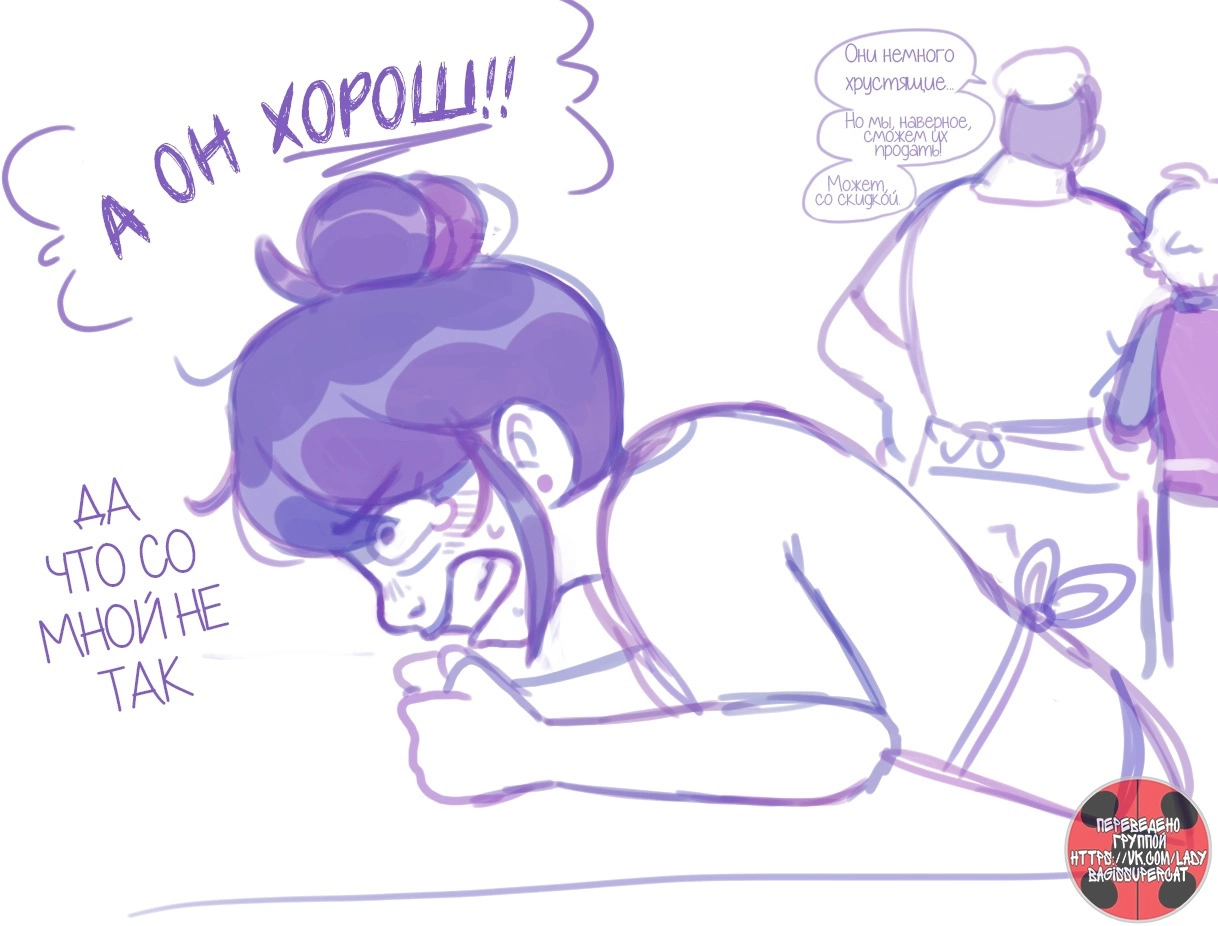 А ОН ХОРОШ!!
Они немного
хрустящие...
Но мы, наверное,
сможем их
продать!
Может,
со скидкой.
ДА
ЧТО СО
МНОЙ НЕ
ТАК
ПЕРЕВЕДЕНО
ГРУППОЙ
HTTPS://VK.COM/LADY
BAGISSUPERCAT